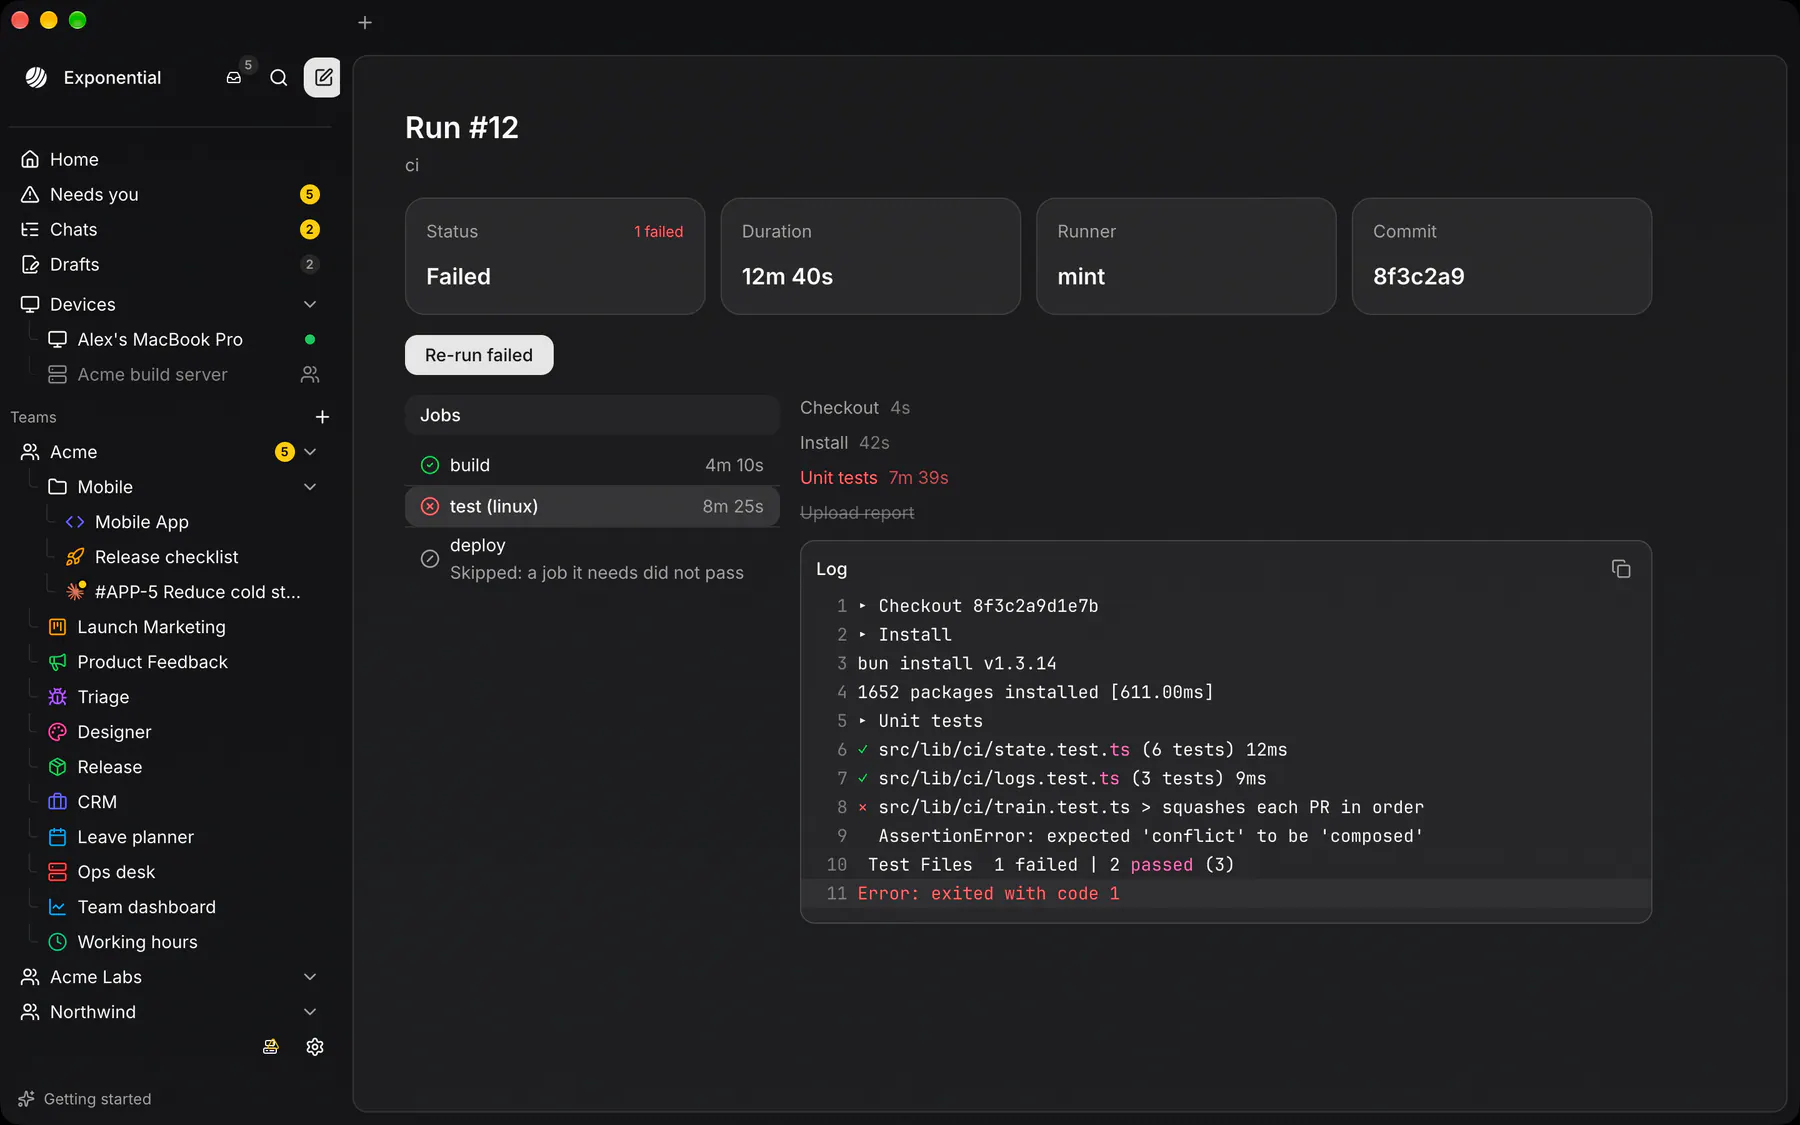 Exponential
5
Home
Needs you 5
Chats 2
Drafts 2
Devices
Alex's MacBook Pro
Acme build server
Teams
Acme 5
Mobile
Mobile App
Release checklist
#APP-5 Reduce cold st...
Launch Marketing
Product Feedback
Triage
Designer
Release
CRM
Leave planner
Ops desk
Team dashboard
Working hours
Acme Labs
Northwind
Getting started
Run #12
ci
Status 1 failed
Failed
Duration
12m 40s
Runner
mint
Commit
8f3c2a9
Re-run failed
Jobs
build 4m 10s
test (linux) 8m 25s
deploy
Skipped: a job it needs did not pass
Checkout 4s
Install 42s
Unit tests 7m 39s
Upload report
Log
1 ▸ Checkout 8f3c2a9d1e7b
2 ▸ Install
3 bun install v1.3.14
4 1652 packages installed [611.00ms]
5 ▸ Unit tests
6 ✓ src/lib/ci/state.test.ts (6 tests) 12ms
7 ✓ src/lib/ci/logs.test.ts (3 tests) 9ms
8 × src/lib/ci/train.test.ts > squashes each PR in order
9 AssertionError: expected 'conflict' to be 'composed'
10 Test Files 1 failed | 2 passed (3)
11 Error: exited with code 1